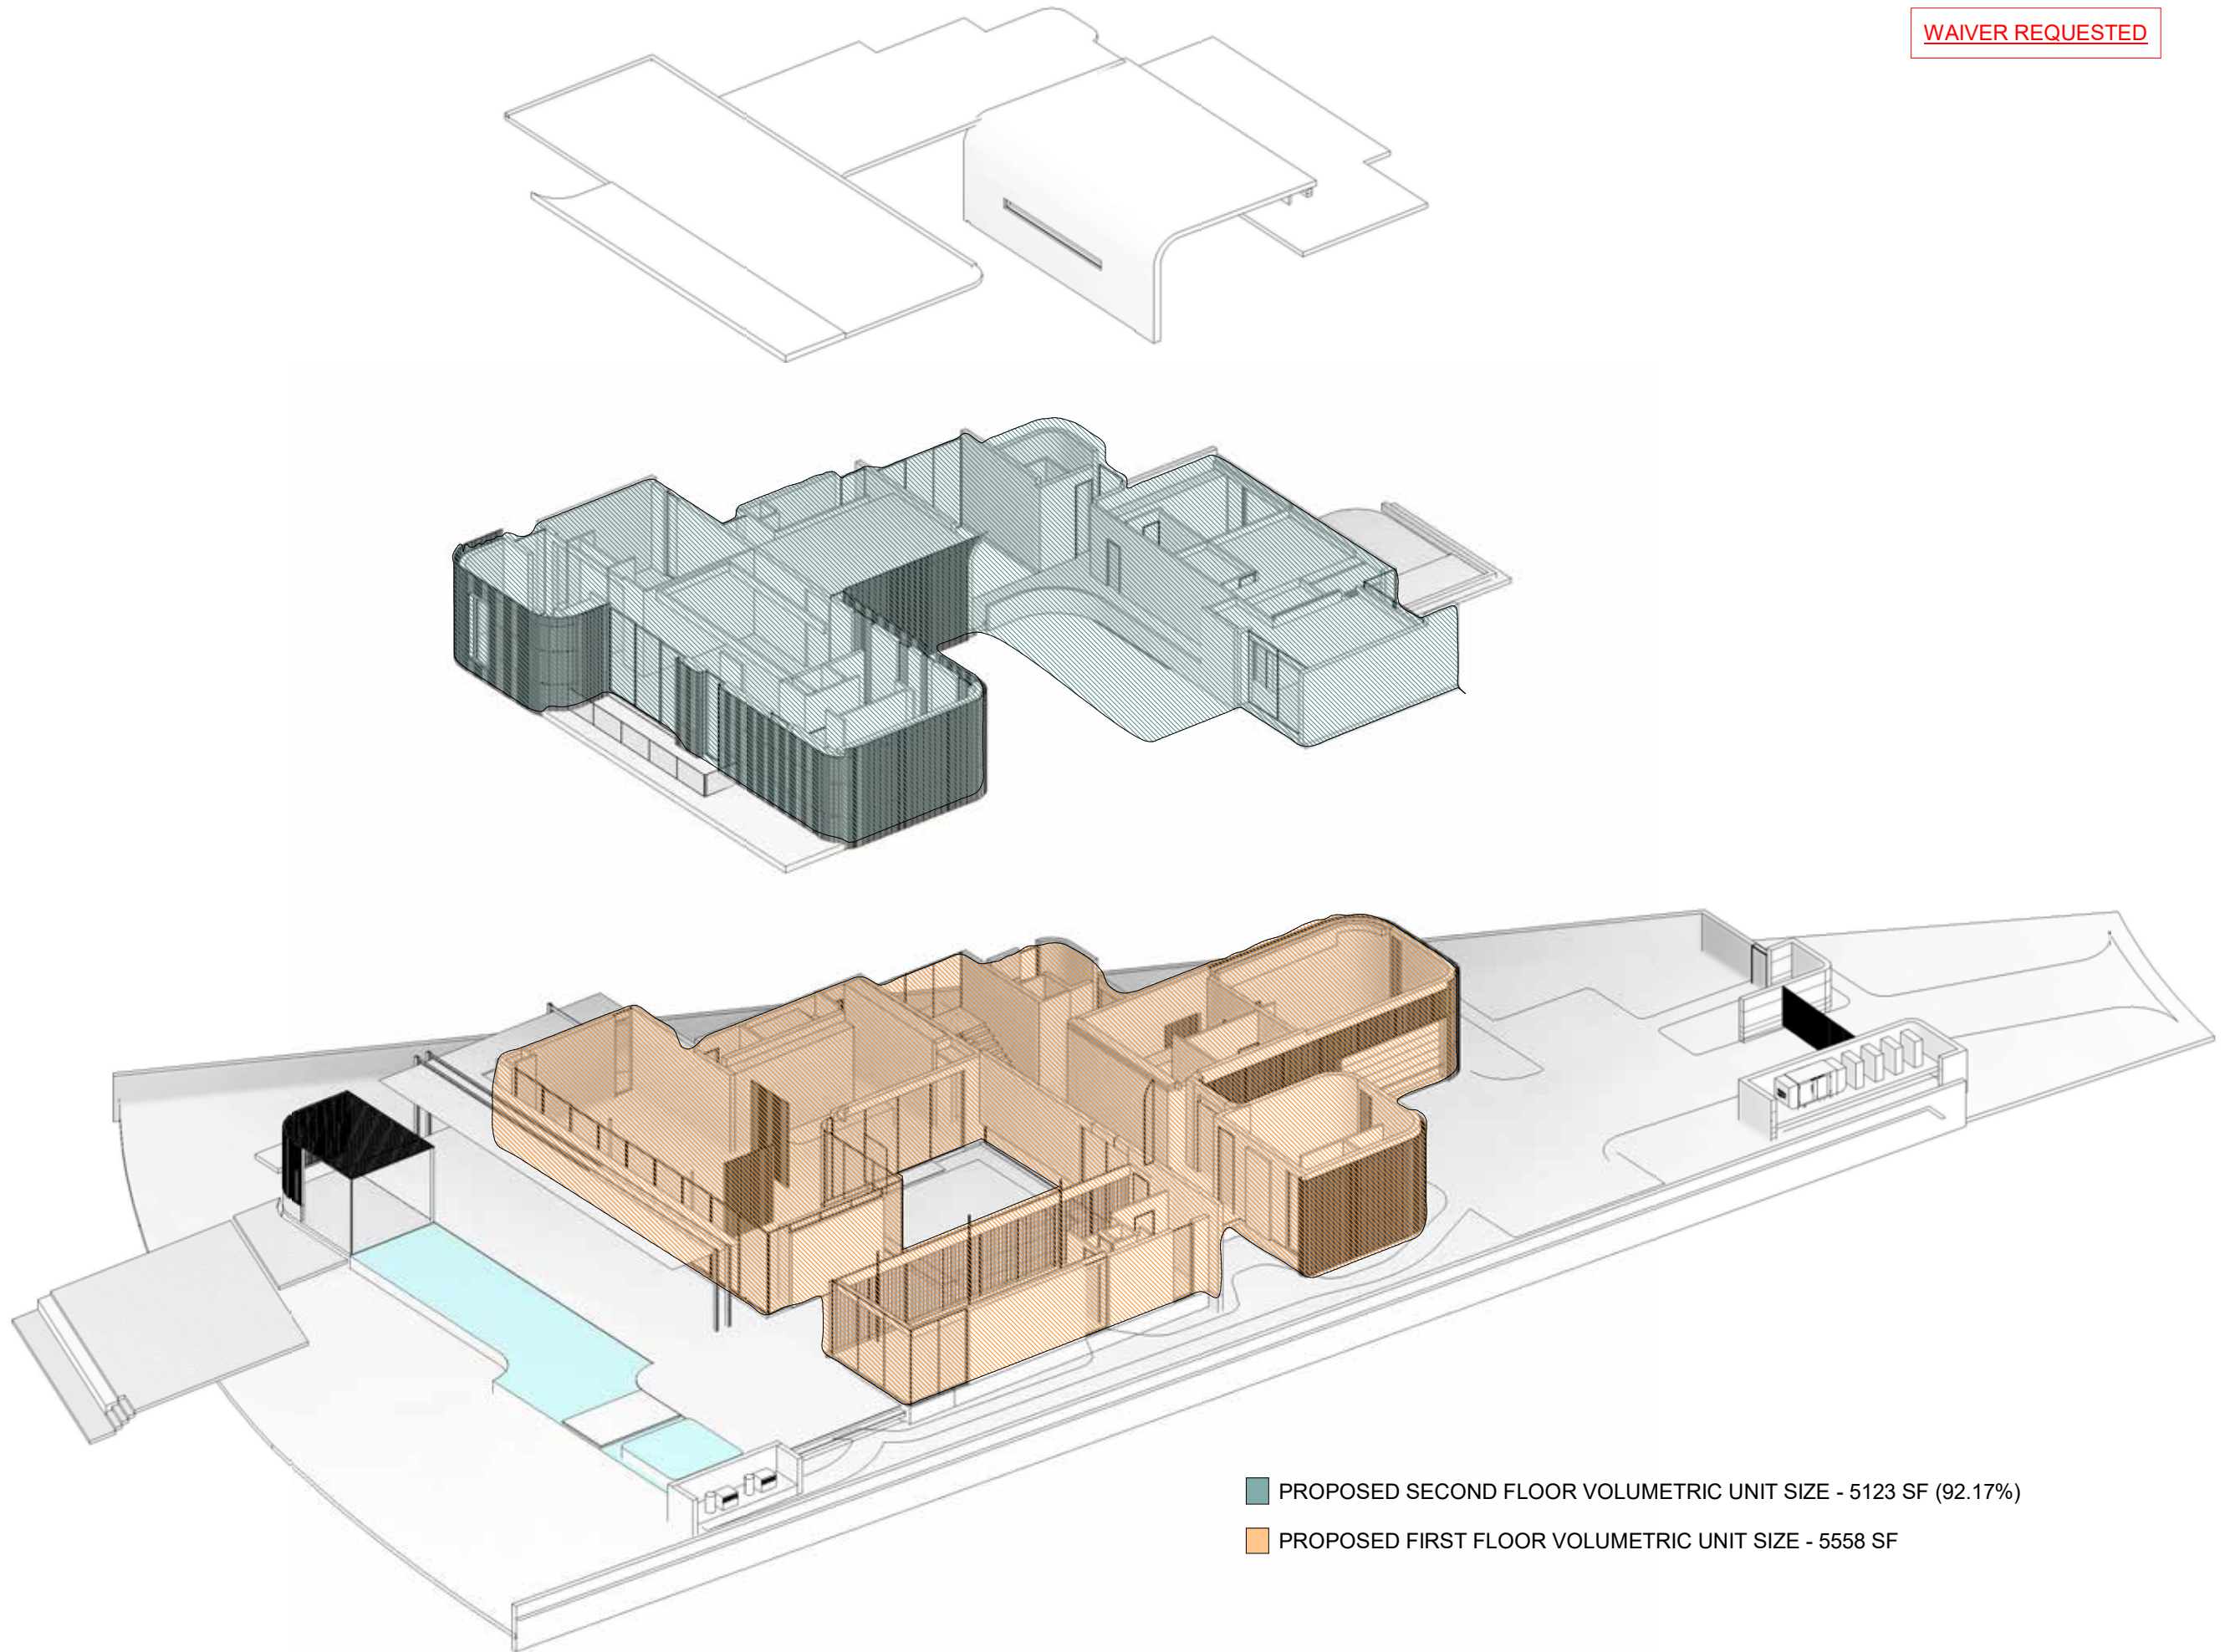 WAIVER REQUESTED
PROPOSED SECOND FLOOR VOLUMETRIC UNIT SIZE - 5123 SF (92.17%)
PROPOSED FIRST FLOOR VOLUMETRIC UNIT SIZE - 5558 SF